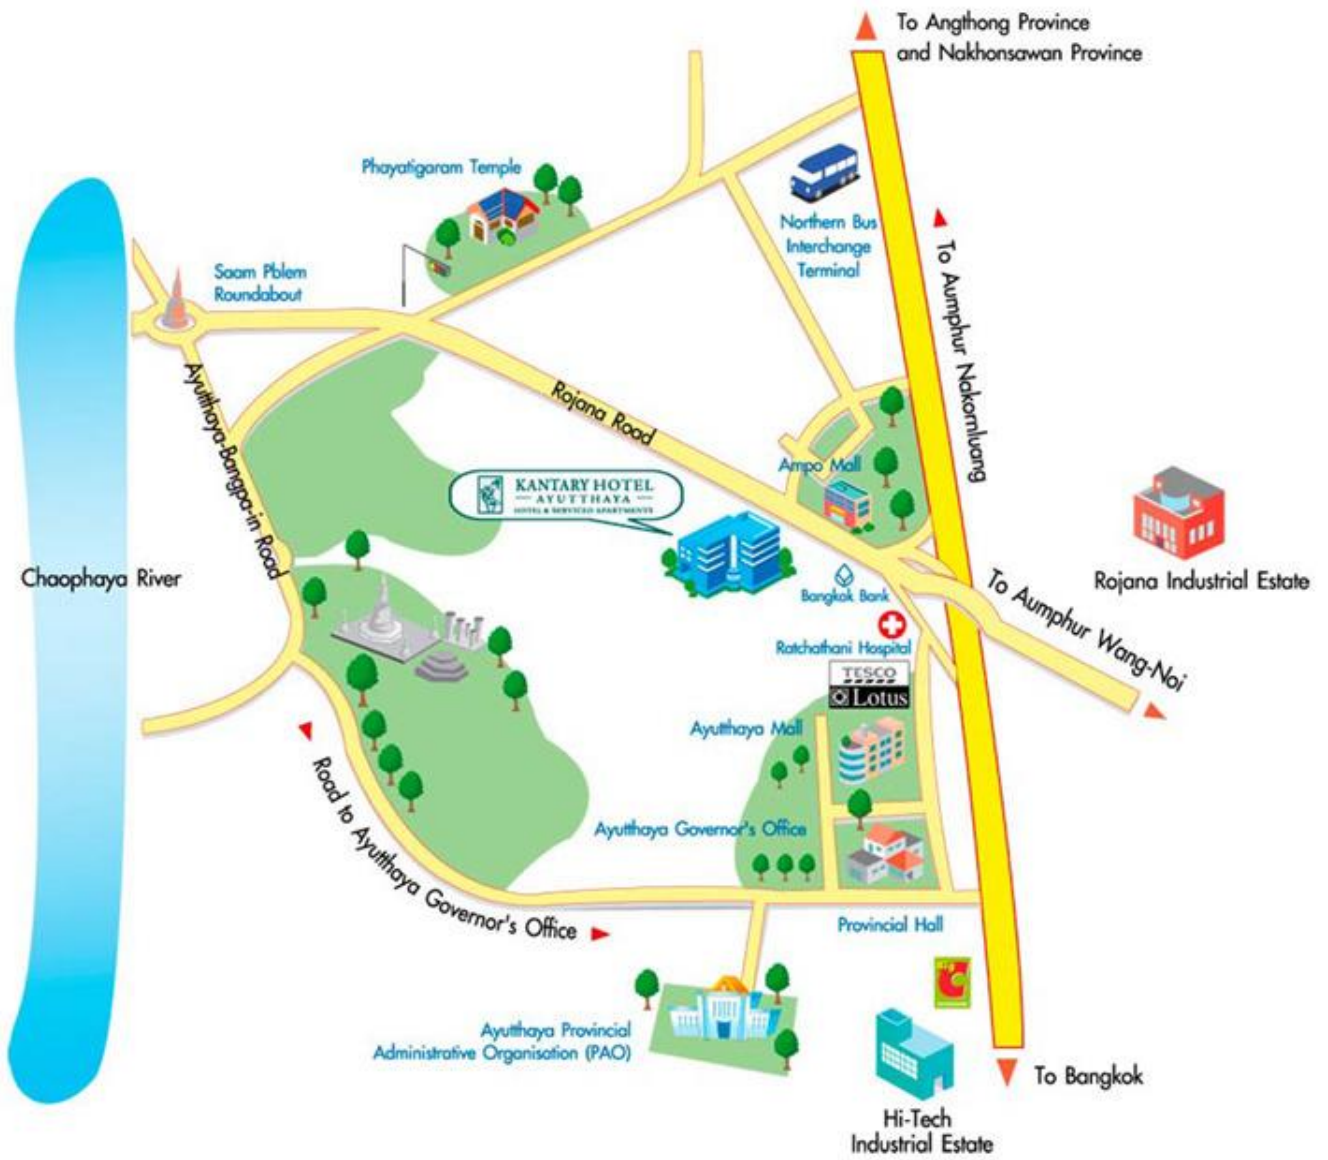 To Angthong Province
and Nakhonsawan Province
Phayatigaram Temple
Northern Bus
Interchange
Terminal
To Aumphur Nakornluang
Saam Pblem
Roundabout
Ayutthaya-Bangpa-in Road
Rojana Road
Ampo Mall
KANTARY HOTEL
AYUTTHAYA
HOTEL & SERVICED APARTMENTS
Chaophaya River
Bangkok Bank
To Aumphur Wang-Noi
Rojana Industrial Estate
Ratchathani Hospital
TESCO
Lotus
Ayutthaya Mall
Road to Ayutthaya Governor's Office
Ayutthaya Governor's Office
Provincial Hall
Ayutthaya Provincial
Administrative Organisation (PAO)
To Bangkok
Hi-Tech
Industrial Estate